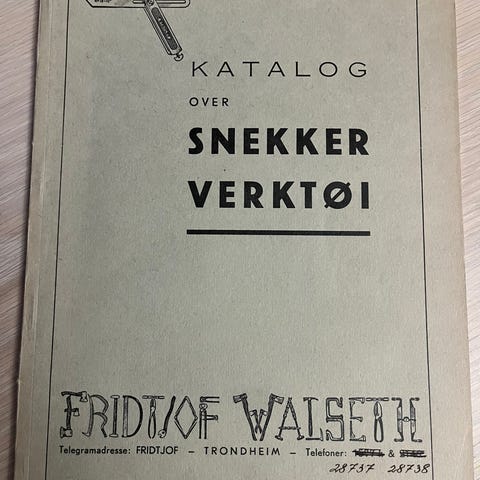 KATALOG
OVER
SNEKKER
VERKTØI
FRIDTJOF WALSETH
Telegramadresse: FRIDTJOF – TRONDHEIM – Telefoner: &
28737 28738